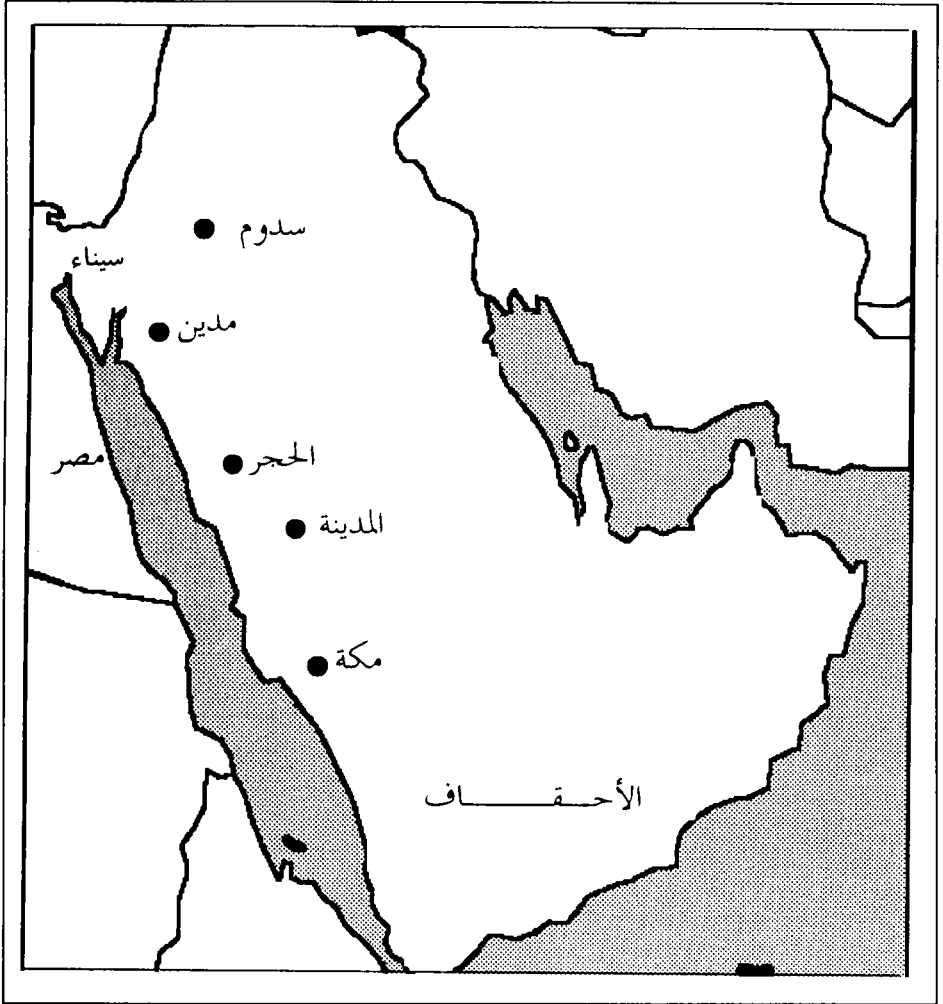 سدوم
سيناء
مدين
مصر
الحجر
المدينة
مكة
الأحقاف